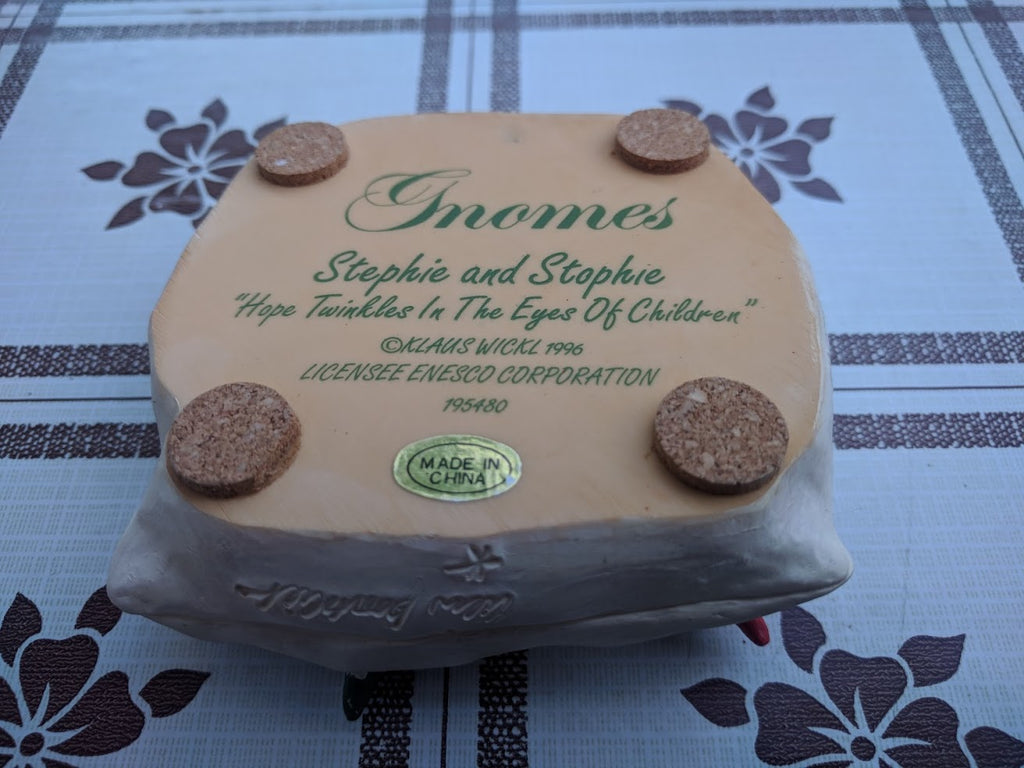 Gnomes
Stephie and Stophie
"Hope Twinkles In The Eyes Of Children"
©KLAUS WICKL 1996
LICENSEE ENESCO CORPORATION
195480
MADE IN
CHINA